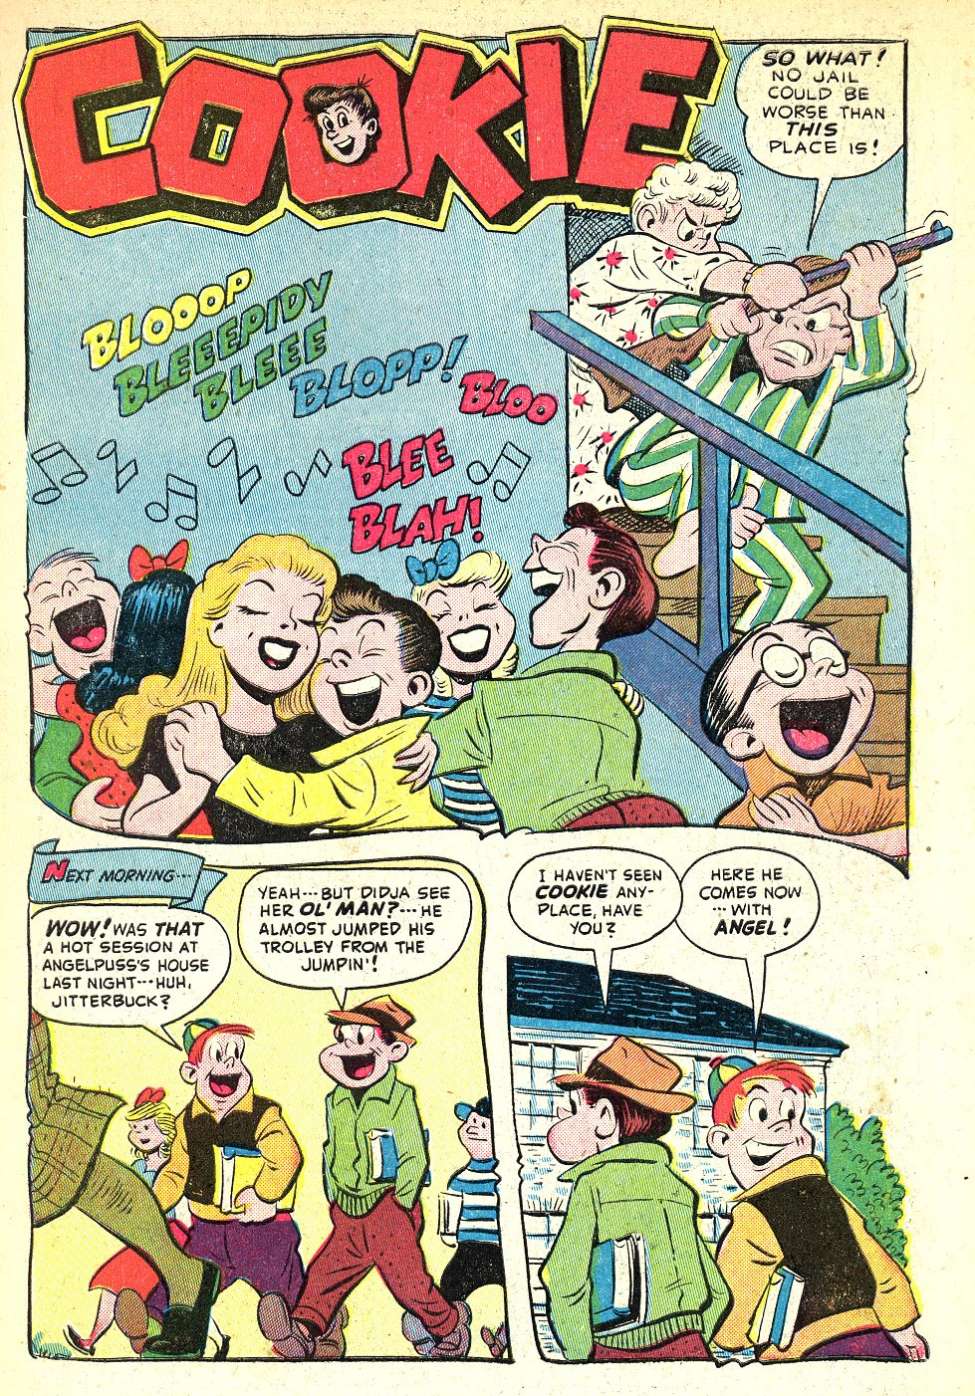 COOKIE
SO WHAT!
NO JAIL
COULD BE
WORSE THAN
THIS
PLACE IS!
BLOOOP
BLEEEPIDY
BLEEE
BLOPP!
BLOO
BLEE
BLAH!
NEXT MORNING---
WOW! WAS THAT
A HOT SESSION AT
ANGELPUSS'S HOUSE
LAST NIGHT---HUH,
JITTERBUCK?
YEAH---BUT DIDJA SEE
HER OL' MAN?---HE
ALMOST JUMPED HIS
TROLLEY FROM THE
JUMPIN'!
I HAVEN'T SEEN
COOKIE ANY-
PLACE, HAVE
YOU?
HERE HE
COMES NOW
---WITH
ANGEL!